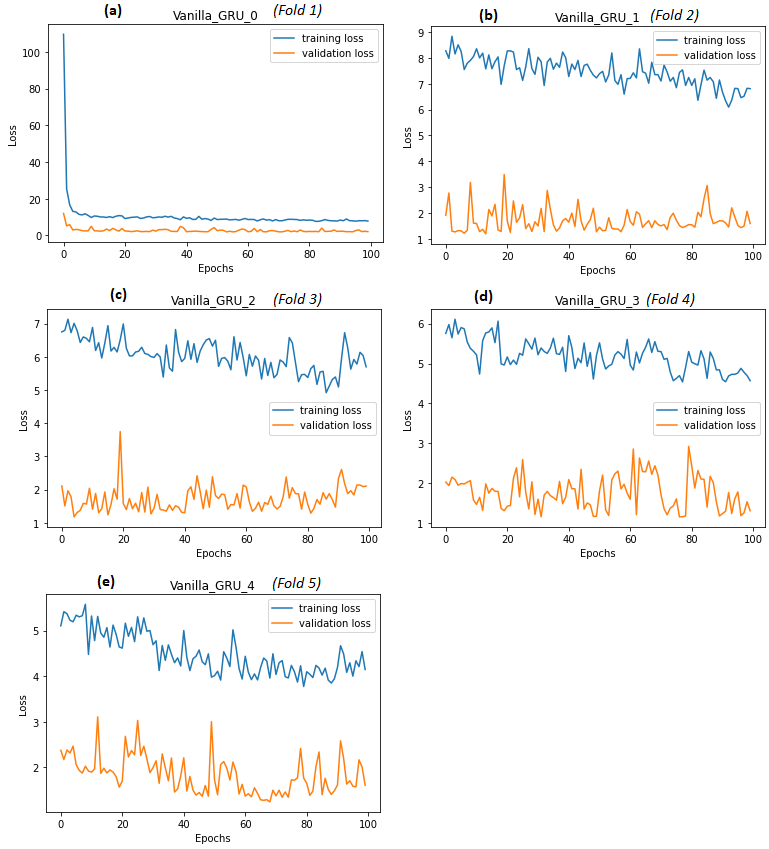 (a) Vanilla_GRU_0 (Fold 1)
training loss
validation loss
100
80
60
40
20
0
Loss
0 20 40 60 80 100
Epochs
(b) Vanilla_GRU_1 (Fold 2)
training loss
validation loss
9
8
7
6
5
4
3
2
1
Loss
0 20 40 60 80 100
Epochs
(c) Vanilla_GRU_2 (Fold 3)
7
6
5
4
3
2
1
Loss
training loss
validation loss
0 20 40 60 80 100
Epochs
(d) Vanilla_GRU_3 (Fold 4)
6
5
4
3
2
1
Loss
training loss
validation loss
0 20 40 60 80 100
Epochs
(e) Vanilla_GRU_4 (Fold 5)
training loss
validation loss
5
4
3
2
Loss
0 20 40 60 80 100
Epochs